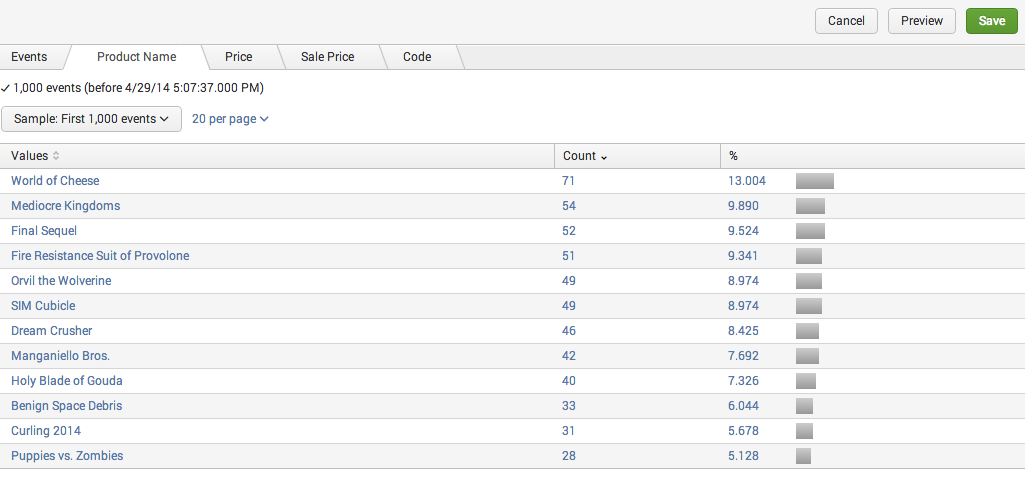 Cancel Preview Save
Events Product Name Price Sale Price Code
1,000 events (before 4/29/14 5:07:37.000 PM)
Sample: First 1,000 events 20 per page
Values Count %
World of Cheese 71 13.004
Mediocre Kingdoms 54 9.890
Final Sequel 52 9.524
Fire Resistance Suit of Provolone 51 9.341
Orvil the Wolverine 49 8.974
SIM Cubicle 49 8.974
Dream Crusher 46 8.425
Manganiello Bros. 42 7.692
Holy Blade of Gouda 40 7.326
Benign Space Debris 33 6.044
Curling 2014 31 5.678
Puppies vs. Zombies 28 5.128